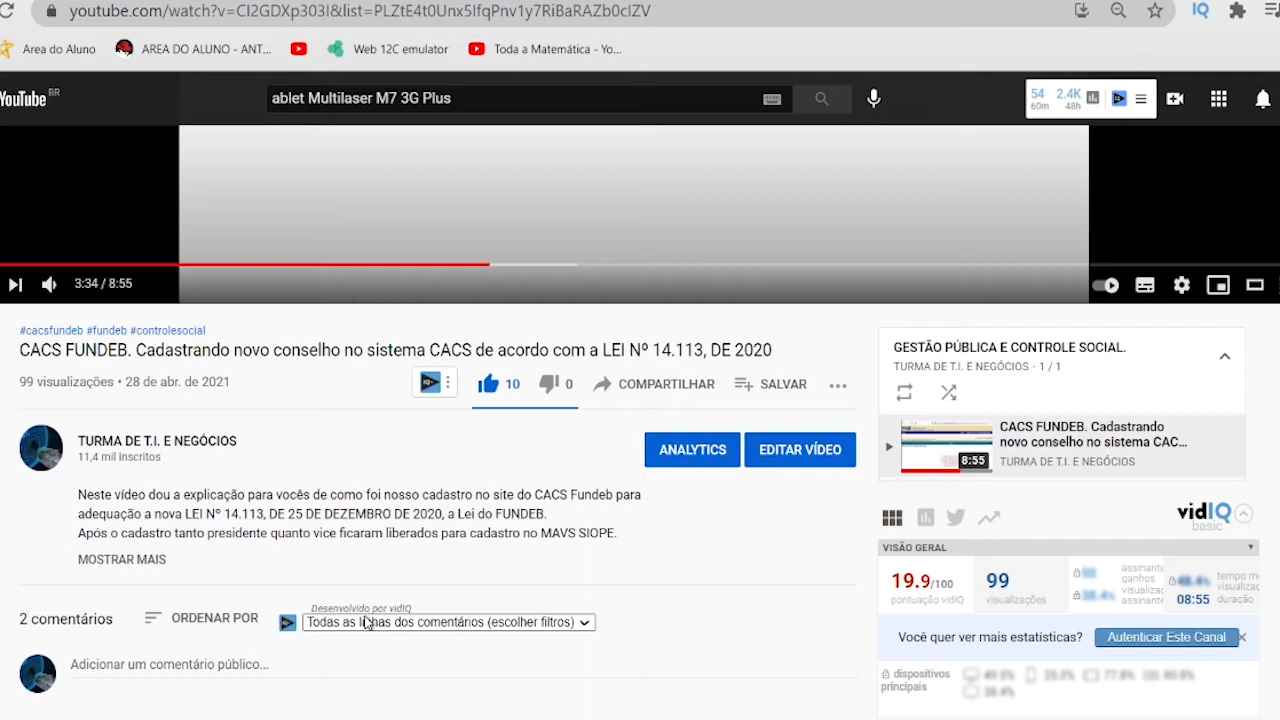 youtube.com/watch?v=CI2GDXp303I&list=PLZtE4t0Unx5IfqPnv1y7RiBaRAZb0cIZV
IQ
Area do Aluno
AREA DO ALUNO - ANT...
Web 12C emulator
Toda a Matemática - Yo...
YouTube BR
ablet Multilaser M7 3G Plus
54 2.4K
60m 48h
3:34 / 8:55
#cacsfundeb #fundeb #controlesocial
CACS FUNDEB. Cadastrando novo conselho no sistema CACS de acordo com a LEI Nº 14.113, DE 2020
99 visualizações • 28 de abr. de 2021
10
0
COMPARTILHAR
SALVAR
TURMA DE T.I. E NEGÓCIOS
11,4 mil inscritos
ANALYTICS
EDITAR VÍDEO
Neste vídeo dou a explicação para vocês de como foi nosso cadastro no site do CACS Fundeb para
adequação a nova LEI Nº 14.113, DE 25 DE DEZEMBRO DE 2020, a Lei do FUNDEB.
Após o cadastro tanto presidente quanto vice ficaram liberados para cadastro no MAVS SIOPE.
MOSTRAR MAIS
2 comentários
ORDENAR POR
Desenvolvido por vidIQ
Todas as linhas dos comentários (escolher filtros)
Adicionar um comentário público...
GESTÃO PÚBLICA E CONTROLE SOCIAL.
TURMA DE T.I. E NEGÓCIOS - 1 / 1
CACS FUNDEB. Cadastrando
novo conselho no sistema CAC...
TURMA DE T.I. E NEGÓCIOS
8:55
vidIQ
basic
VISÃO GERAL
19.9/100
pontuação vidIQ
99
visualizações
assinante
ganhos
visualiza
assinante
tempo m
visualizaç
08:55 duração
Você quer ver mais estatísticas?
Autenticar Este Canal
dispositivos
principais